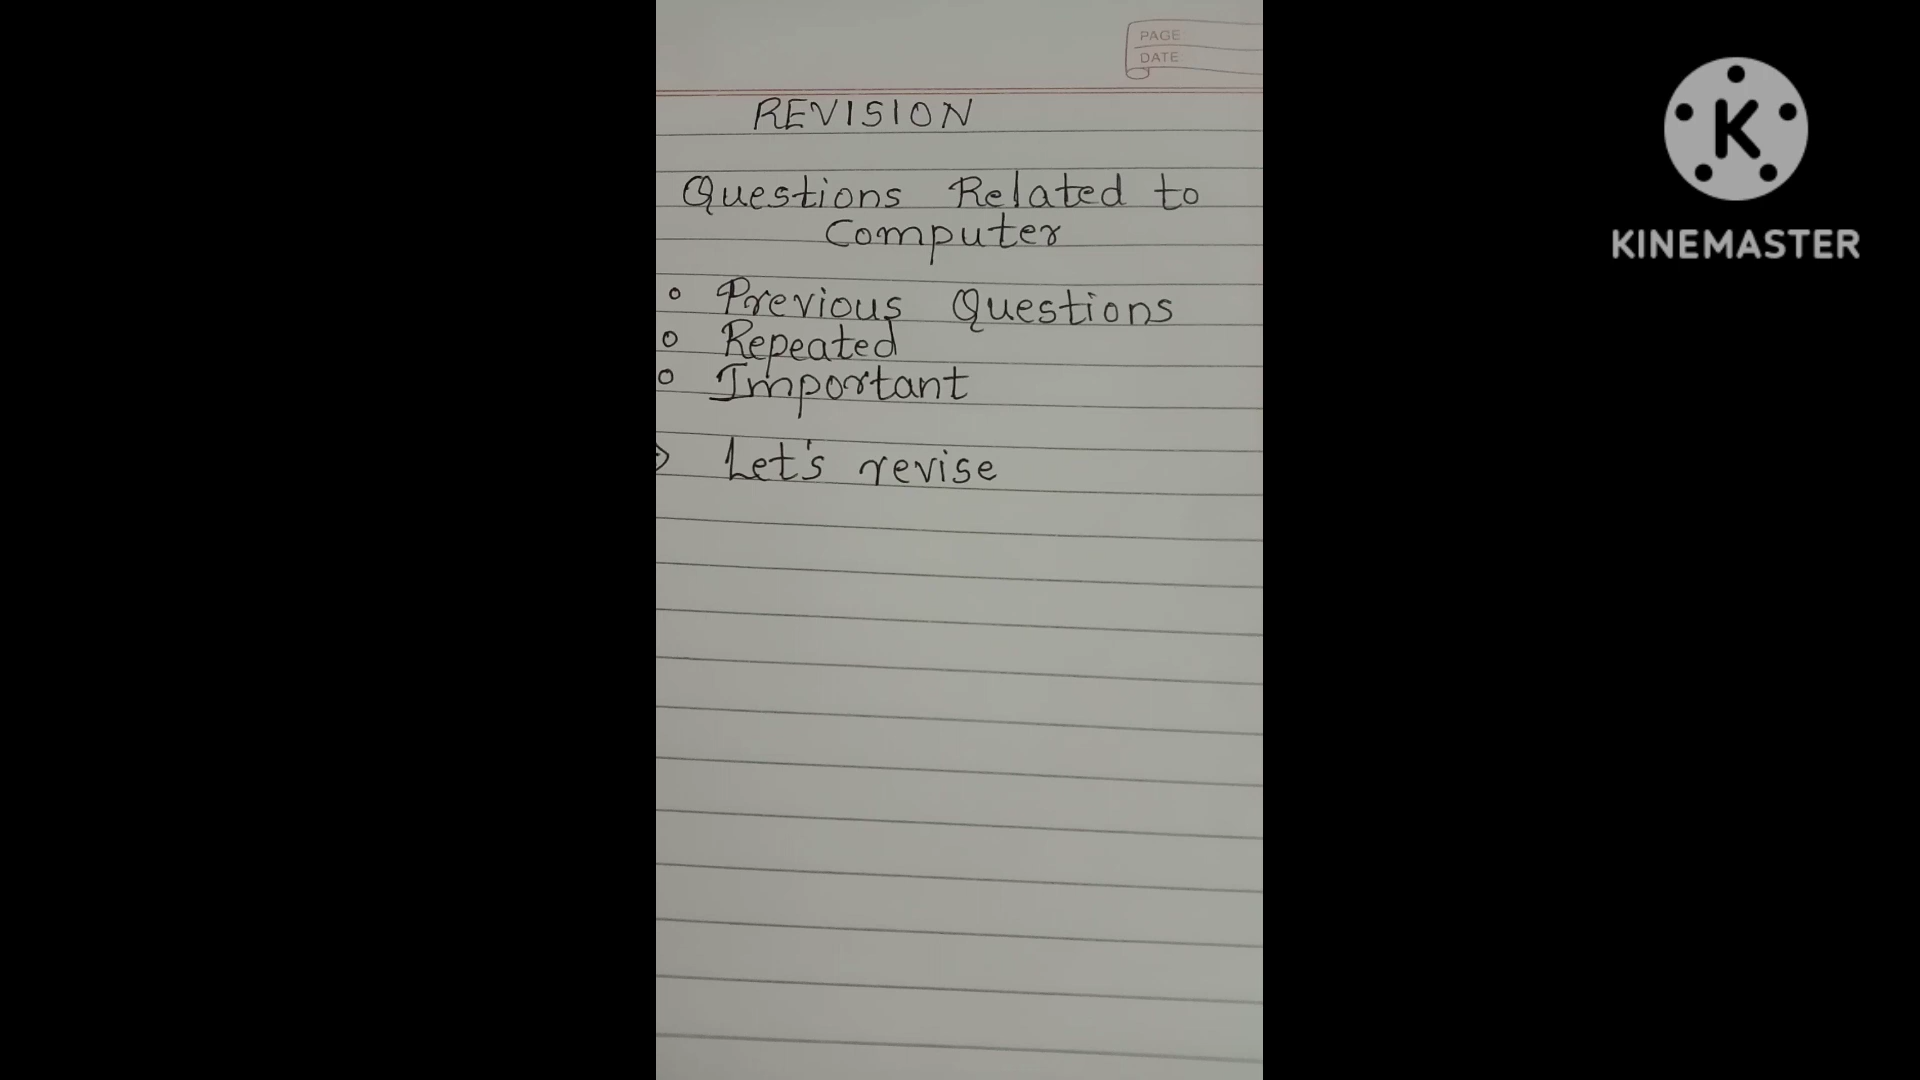 PAGE
DATE
REVISION
Questions Related to
Computer
Previous Questions
Repeated
Important
Let's revise
K
KINEMASTER